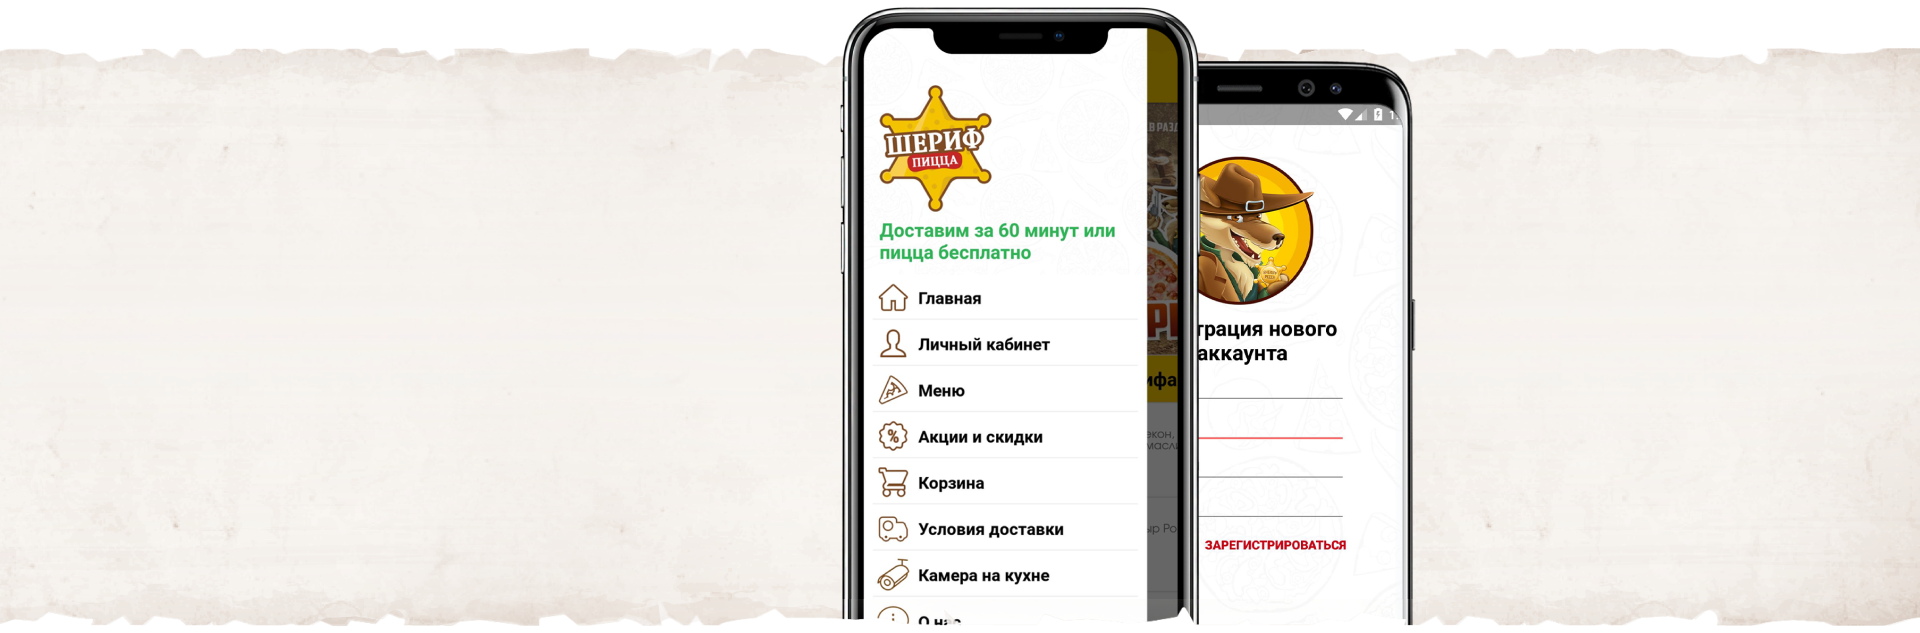 ШЕРИФ
ПИЦЦА
Доставим за 60 минут или
пицца бесплатно
Главная
Личный кабинет
Меню
Акции и скидки
Корзина
Условия доставки
Камера на кухне
О нас
трация нового
аккаунта
ЗАРЕГИСТРИРОВАТЬСЯ